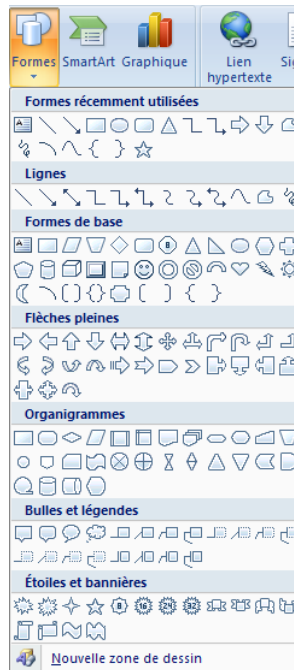 Formes SmartArt Graphique Lien
hypertexte
Formes récemment utilisées
Lignes
Formes de base
Flèches pleines
Organigrammes
Bulles et légendes
Étoiles et bannières
Nouvelle zone de dessin